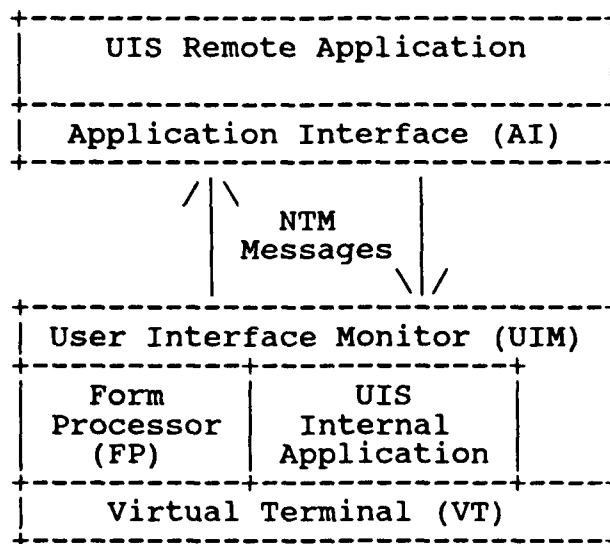 UIS Remote Application
Application Interface (AI)
NTM
Messages
User Interface Monitor (UIM)
Form UIS
Processor Internal
(FP) Application
Virtual Terminal (VT)